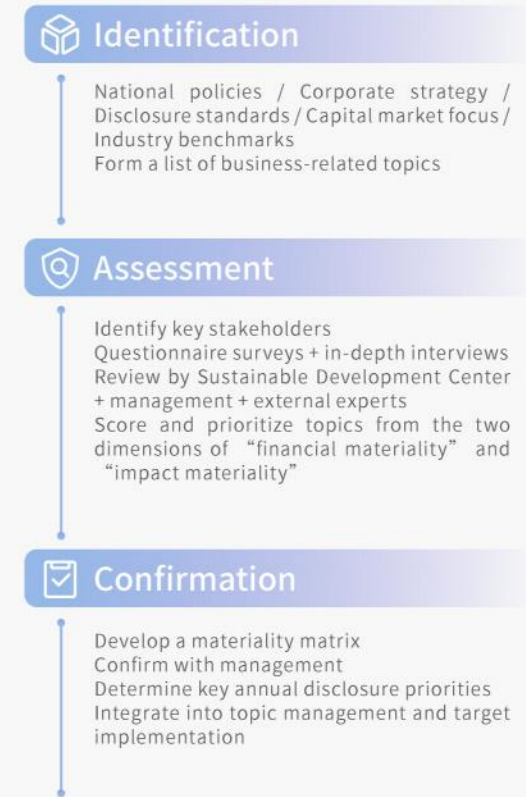 Identification
National policies / Corporate strategy /
Disclosure standards / Capital market focus /
Industry benchmarks
Form a list of business-related topics
Assessment
Identify key stakeholders
Questionnaire surveys + in-depth interviews
Review by Sustainable Development Center
+ management + external experts
Score and prioritize topics from the two
dimensions of “financial materiality” and
“impact materiality”
Confirmation
Develop a materiality matrix
Confirm with management
Determine key annual disclosure priorities
Integrate into topic management and target
implementation